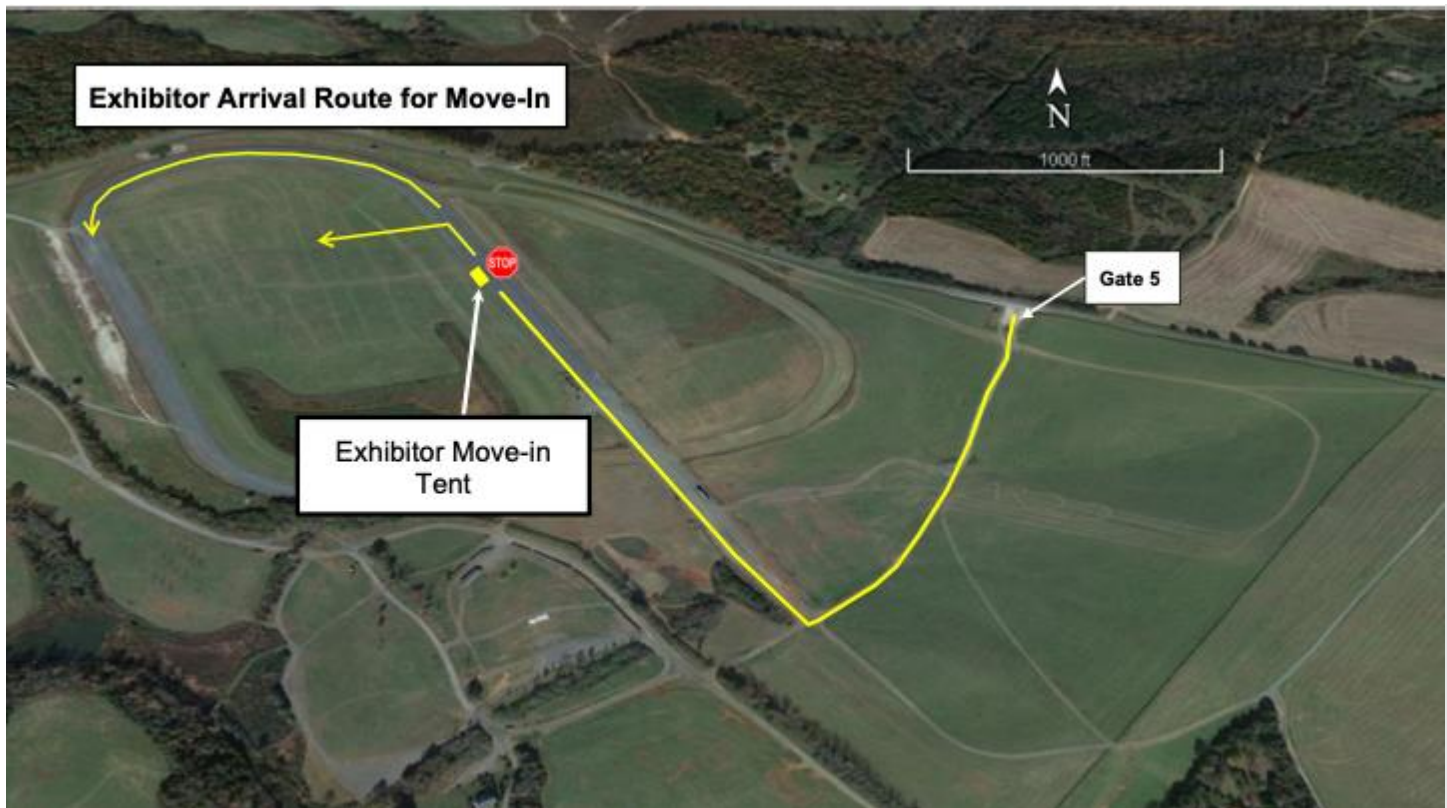 Exhibitor Arrival Route for Move-In
N
1000 ft
STOP
Gate 5
Exhibitor Move-in
Tent